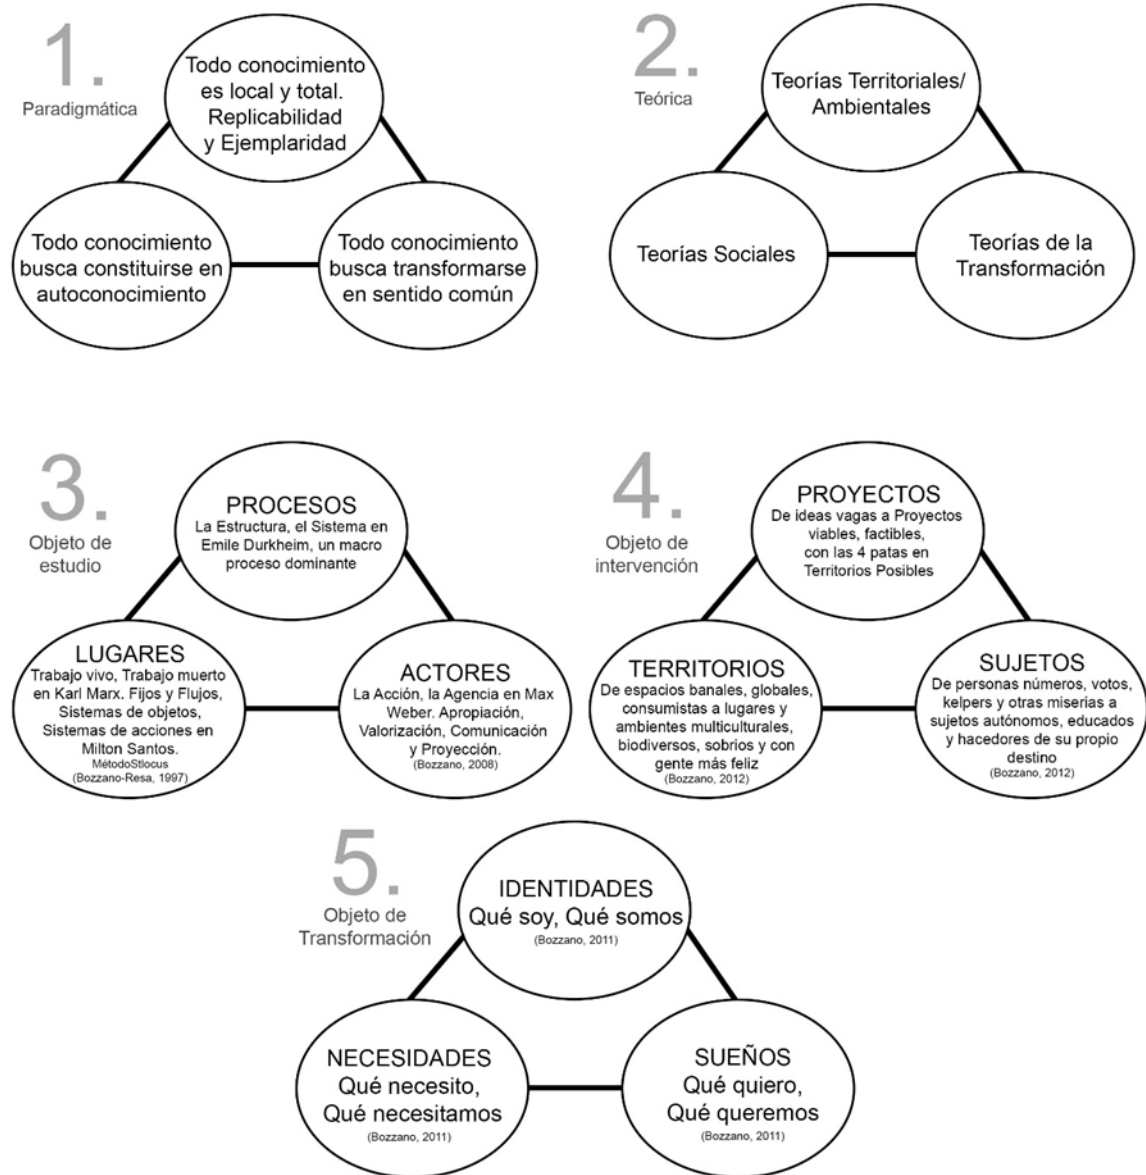 1.
Paradigmática
Todo conocimiento
es local y total.
Replicabilidad
y Ejemplaridad
Todo conocimiento
busca constituirse en
autoconocimiento
Todo conocimiento
busca transformarse
en sentido común
2.
Teórica
Teorías Territoriales/
Ambientales
Teorías Sociales
Teorías de la
Transformación
3.
Objeto de
estudio
PROCESOS
La Estructura, el Sistema en
Emile Durkheim, un macro
proceso dominante
LUGARES
Trabajo vivo, Trabajo muerto
en Karl Marx. Fijos y Flujos,
Sistemas de objetos,
Sistemas de acciones en
Milton Santos.
MétodoStlocus
(Bozzano-Resa, 1997)
ACTORES
La Acción, la Agencia en Max
Weber. Apropiación,
Valorización, Comunicación
y Proyección.
(Bozzano, 2008)
4.
Objeto de
intervención
PROYECTOS
De ideas vagas a Proyectos
viables, factibles,
con las 4 patas en
Territorios Posibles
TERRITORIOS
De espacios banales, globales,
consumistas a lugares y
ambientes multiculturales,
biodiversos, sobrios y con
gente más feliz
(Bozzano, 2012)
SUJETOS
De personas números, votos,
kelpers y otras miserias a
sujetos autónomos, educados
y hacedores de su propio
destino
(Bozzano, 2012)
5.
Objeto de
Transformación
IDENTIDADES
Qué soy, Qué somos
(Bozzano, 2011)
NECESIDADES
Qué necesito,
Qué necesitamos
(Bozzano, 2011)
SUEÑOS
Qué quiero,
Qué queremos
(Bozzano, 2011)